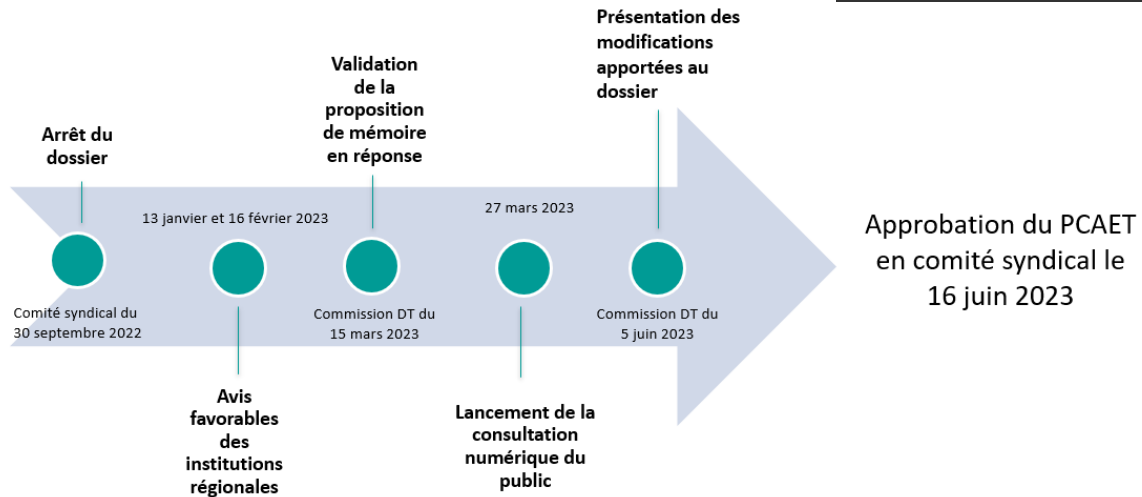 Arrêt du
dossier
Comité syndical du
30 septembre 2022
13 janvier et 16 février 2023
Avis
favorables
des
institutions
régionales
Validation
de la
proposition
de mémoire
en réponse
Commission DT du
15 mars 2023
27 mars 2023
Lancement de la
consultation
numérique du
public
Présentation des
modifications
apportées au
dossier
Commission DT du
5 juin 2023
Approbation du PCAET
en comité syndical le
16 juin 2023